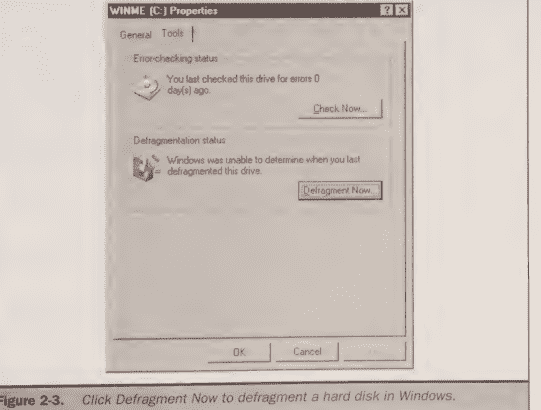 WINME (C:) Properties
General Tools
Error-checking status
You last checked this drive for errors 0
day(s) ago.
Check Now...
Defragmentation status
Windows was unable to determine when you last
defragmented this drive.
Defragment Now...
OK Cancel
Figure 2-3. Click Defragment Now to defragment a hard disk in Windows.